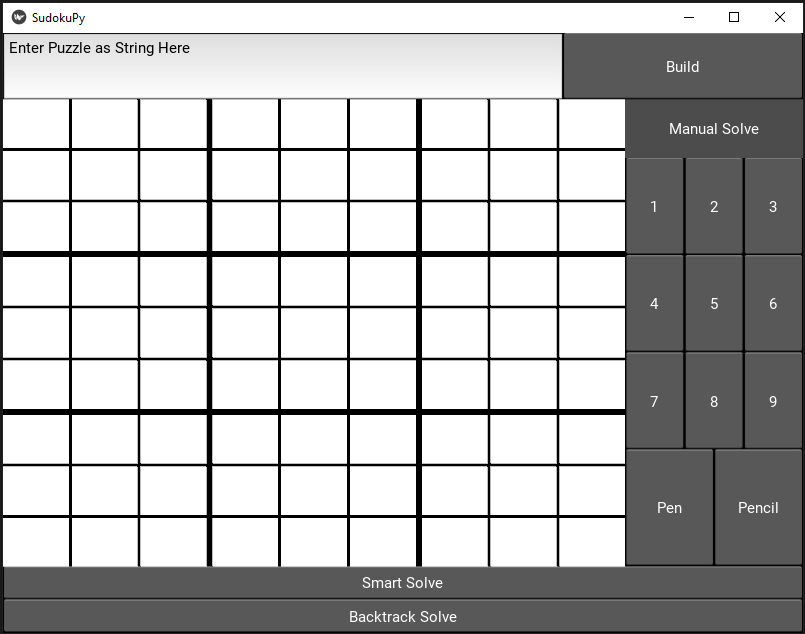 SudokuPy
Enter Puzzle as String Here
Build
Manual Solve
1 2 3
4 5 6
7 8 9
Pen Pencil
Smart Solve
Backtrack Solve